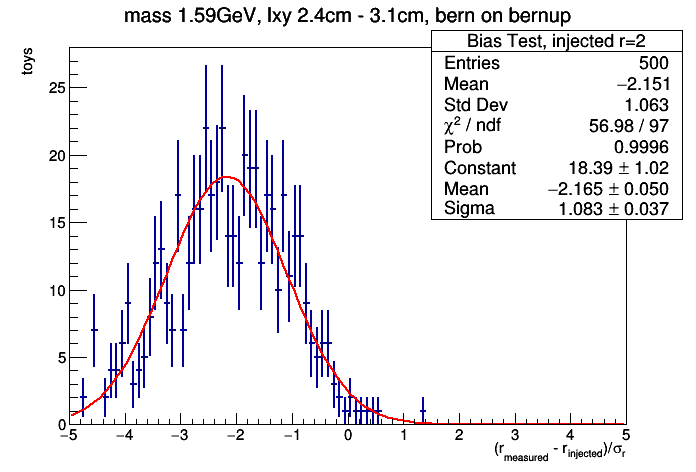 mass 1.59GeV, lxy 2.4cm - 3.1cm, bern on bernup
Bias Test, injected r=2
Entries 500
Mean −2.151
Std Dev 1.063
χ² / ndf 56.98 / 97
Prob 0.9996
Constant 18.39 ± 1.02
Mean −2.165 ± 0.050
Sigma 1.083 ± 0.037
toys
25
20
15
10
5
0
−5 −4 −3 −2 −1 0 1 2 3 4 5
(r_measured - r_injected)/σ_r